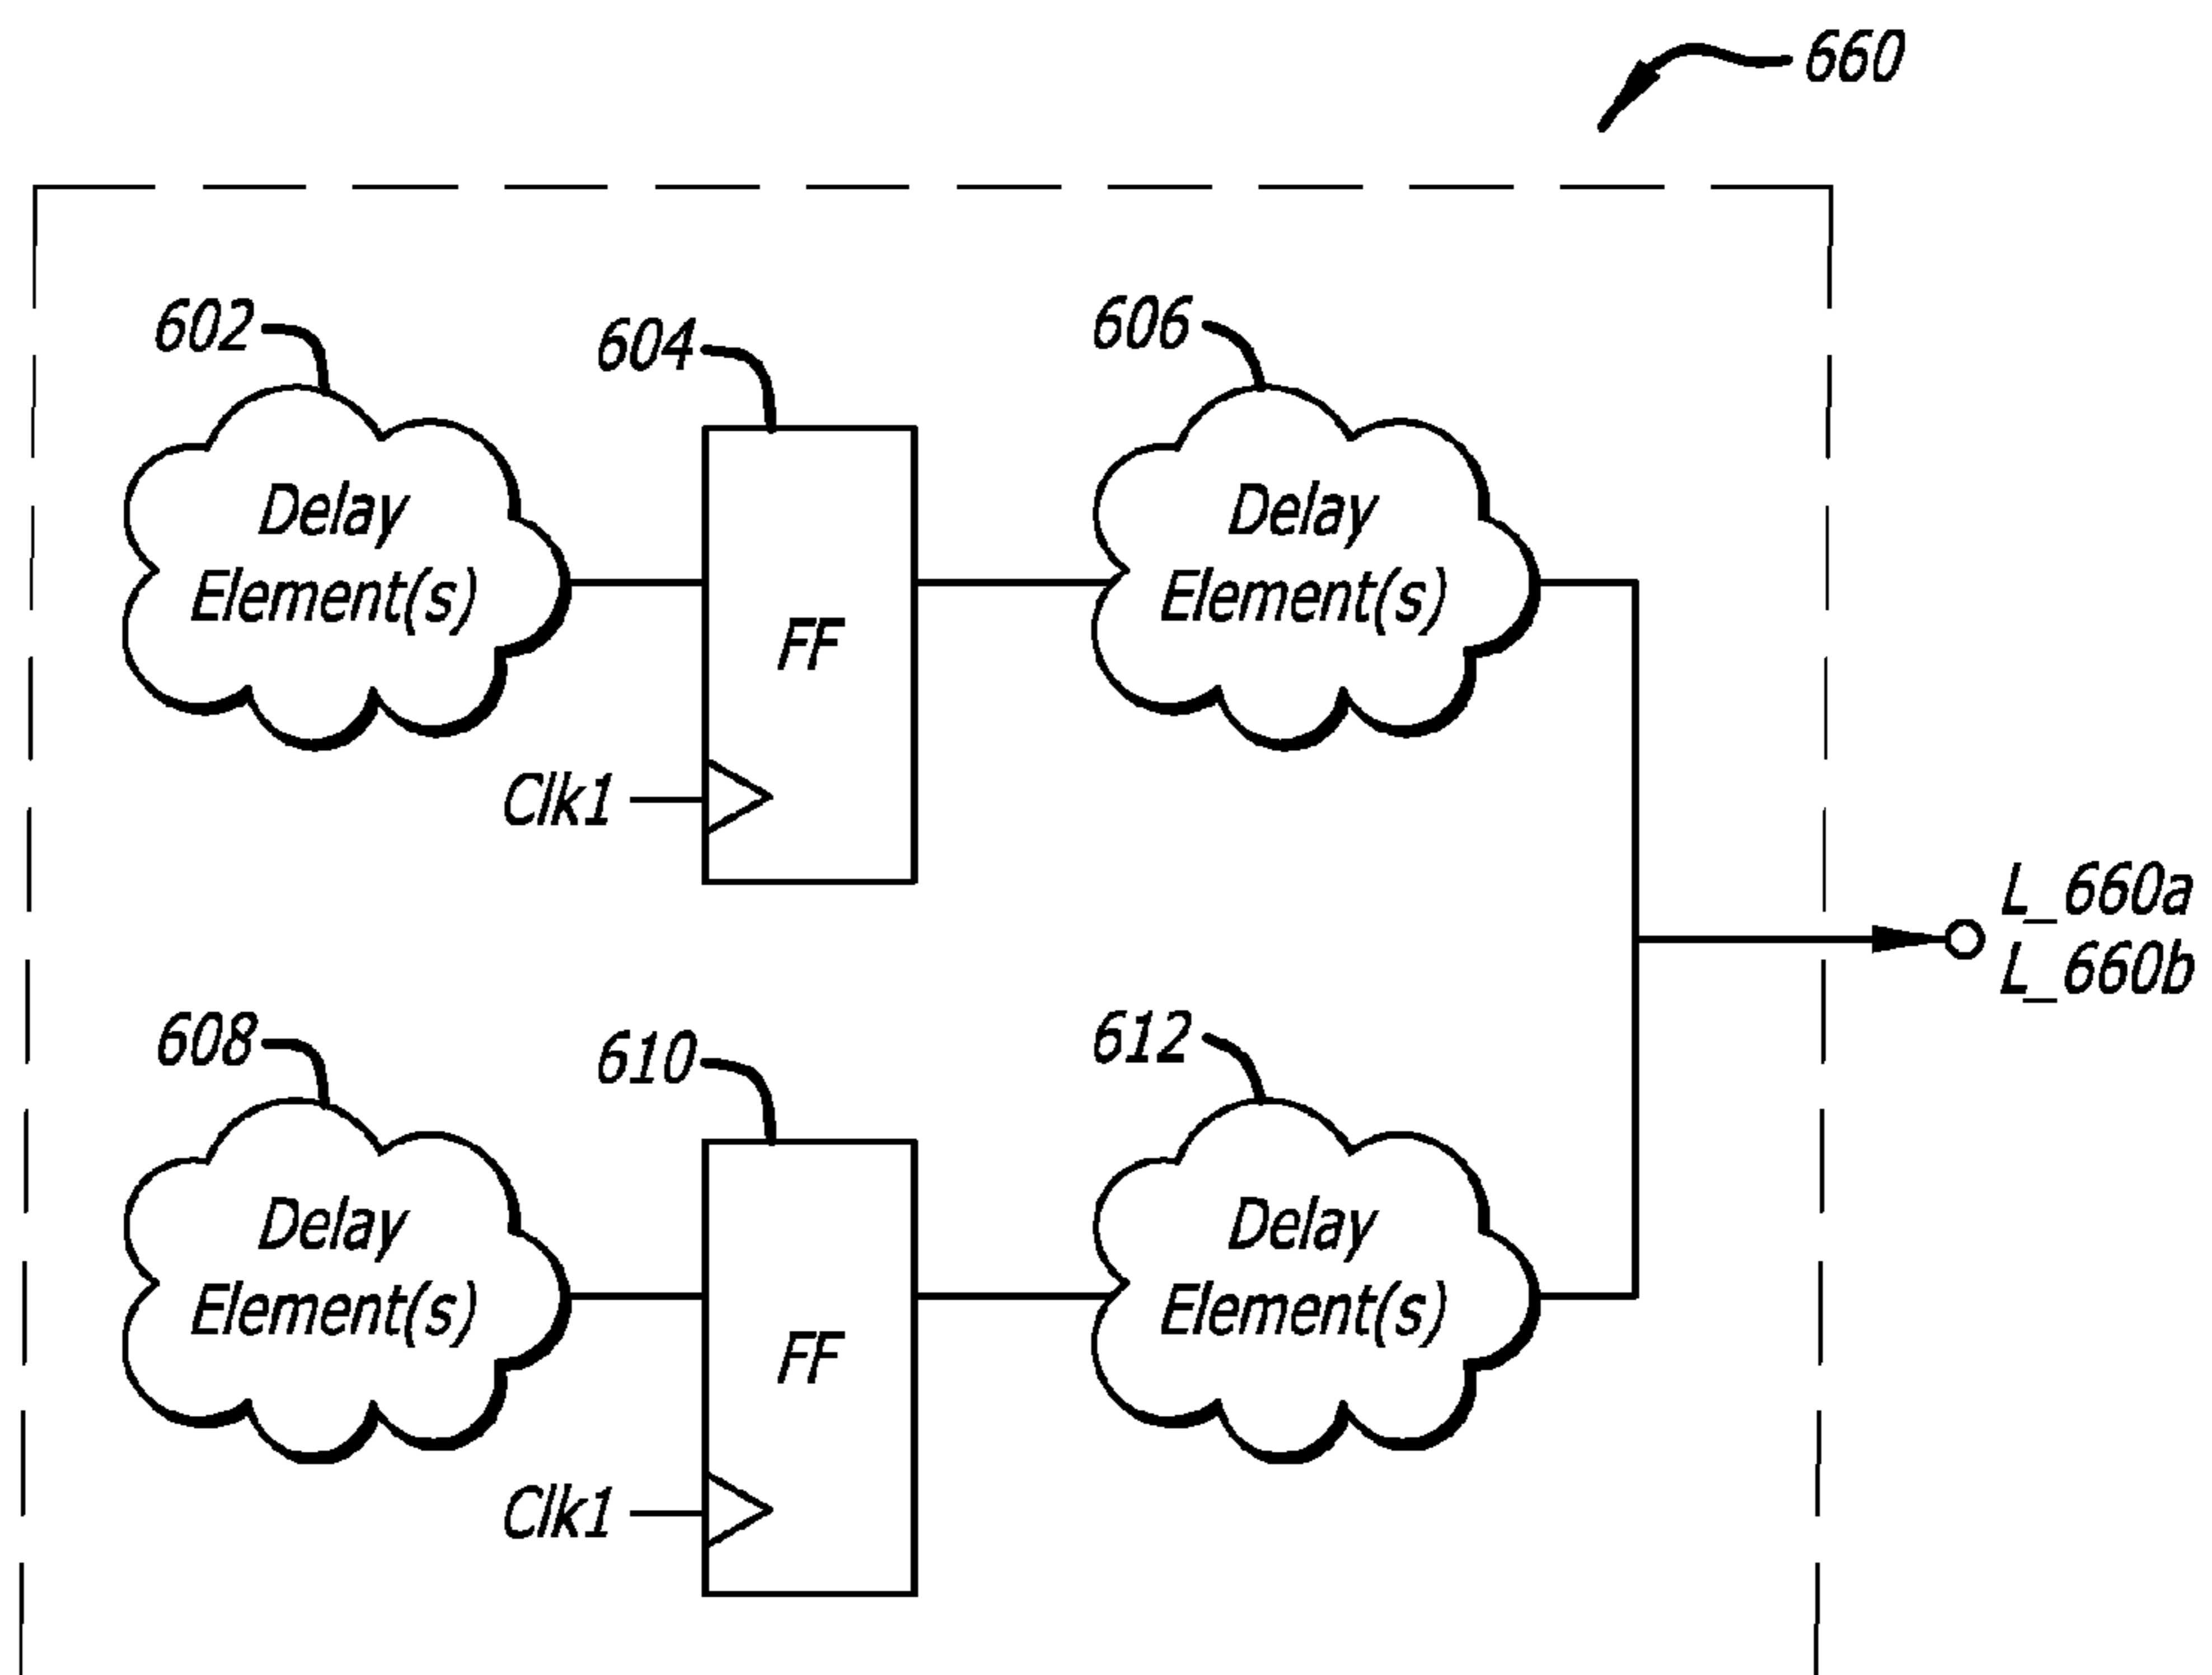 660
602
604
606
Delay
Element(s)
FF
Delay
Element(s)
Clk1
L_660a
L_660b
608
610
612
Delay
Element(s)
FF
Delay
Element(s)
Clk1